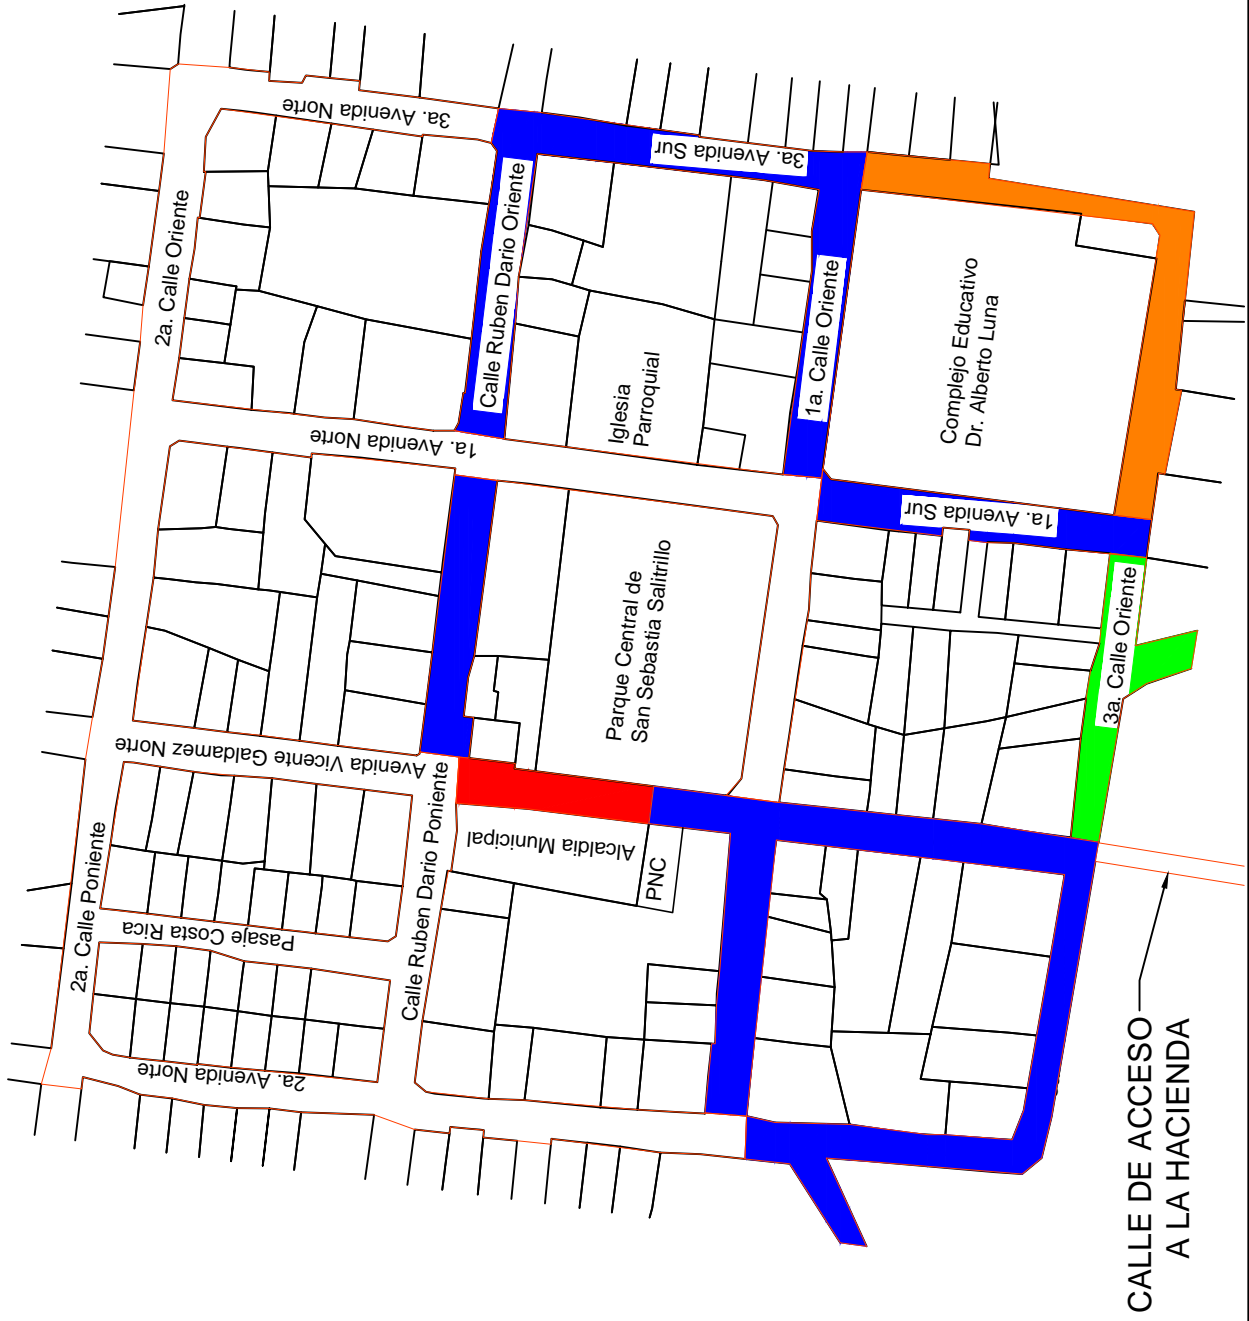 3a. Avenida Norte
2a. Calle Oriente
3a. Avenida Sur
Calle Ruben Dario Oriente
1a. Calle Oriente
Complejo Educativo
Dr. Alberto Luna
Iglesia
Parroquial
1a. Avenida Norte
1a. Avenida Sur
Parque Central de
San Sebastia Salitrillo
3a. Calle Oriente
Avenida Vicente Galdamez Norte
Calle Ruben Dario Poniente
Alcaldia Municipal
PNC
2a. Calle Poniente
Pasaje Costa Rica
2a. Avenida Norte
CALLE DE ACCESO
A LA HACIENDA